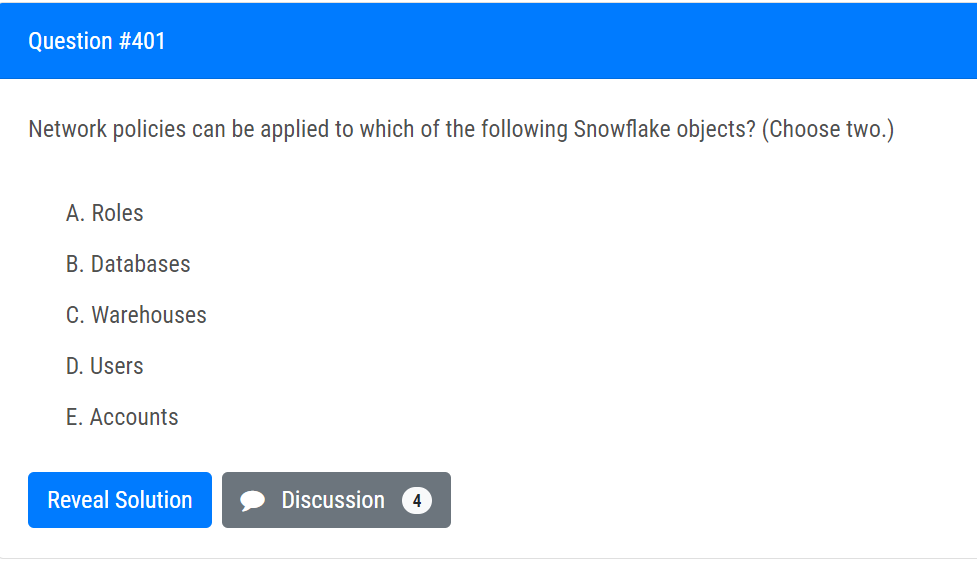 Question #401
Network policies can be applied to which of the following Snowflake objects? (Choose two.)
A. Roles
B. Databases
C. Warehouses
D. Users
E. Accounts
Reveal Solution
Discussion 4